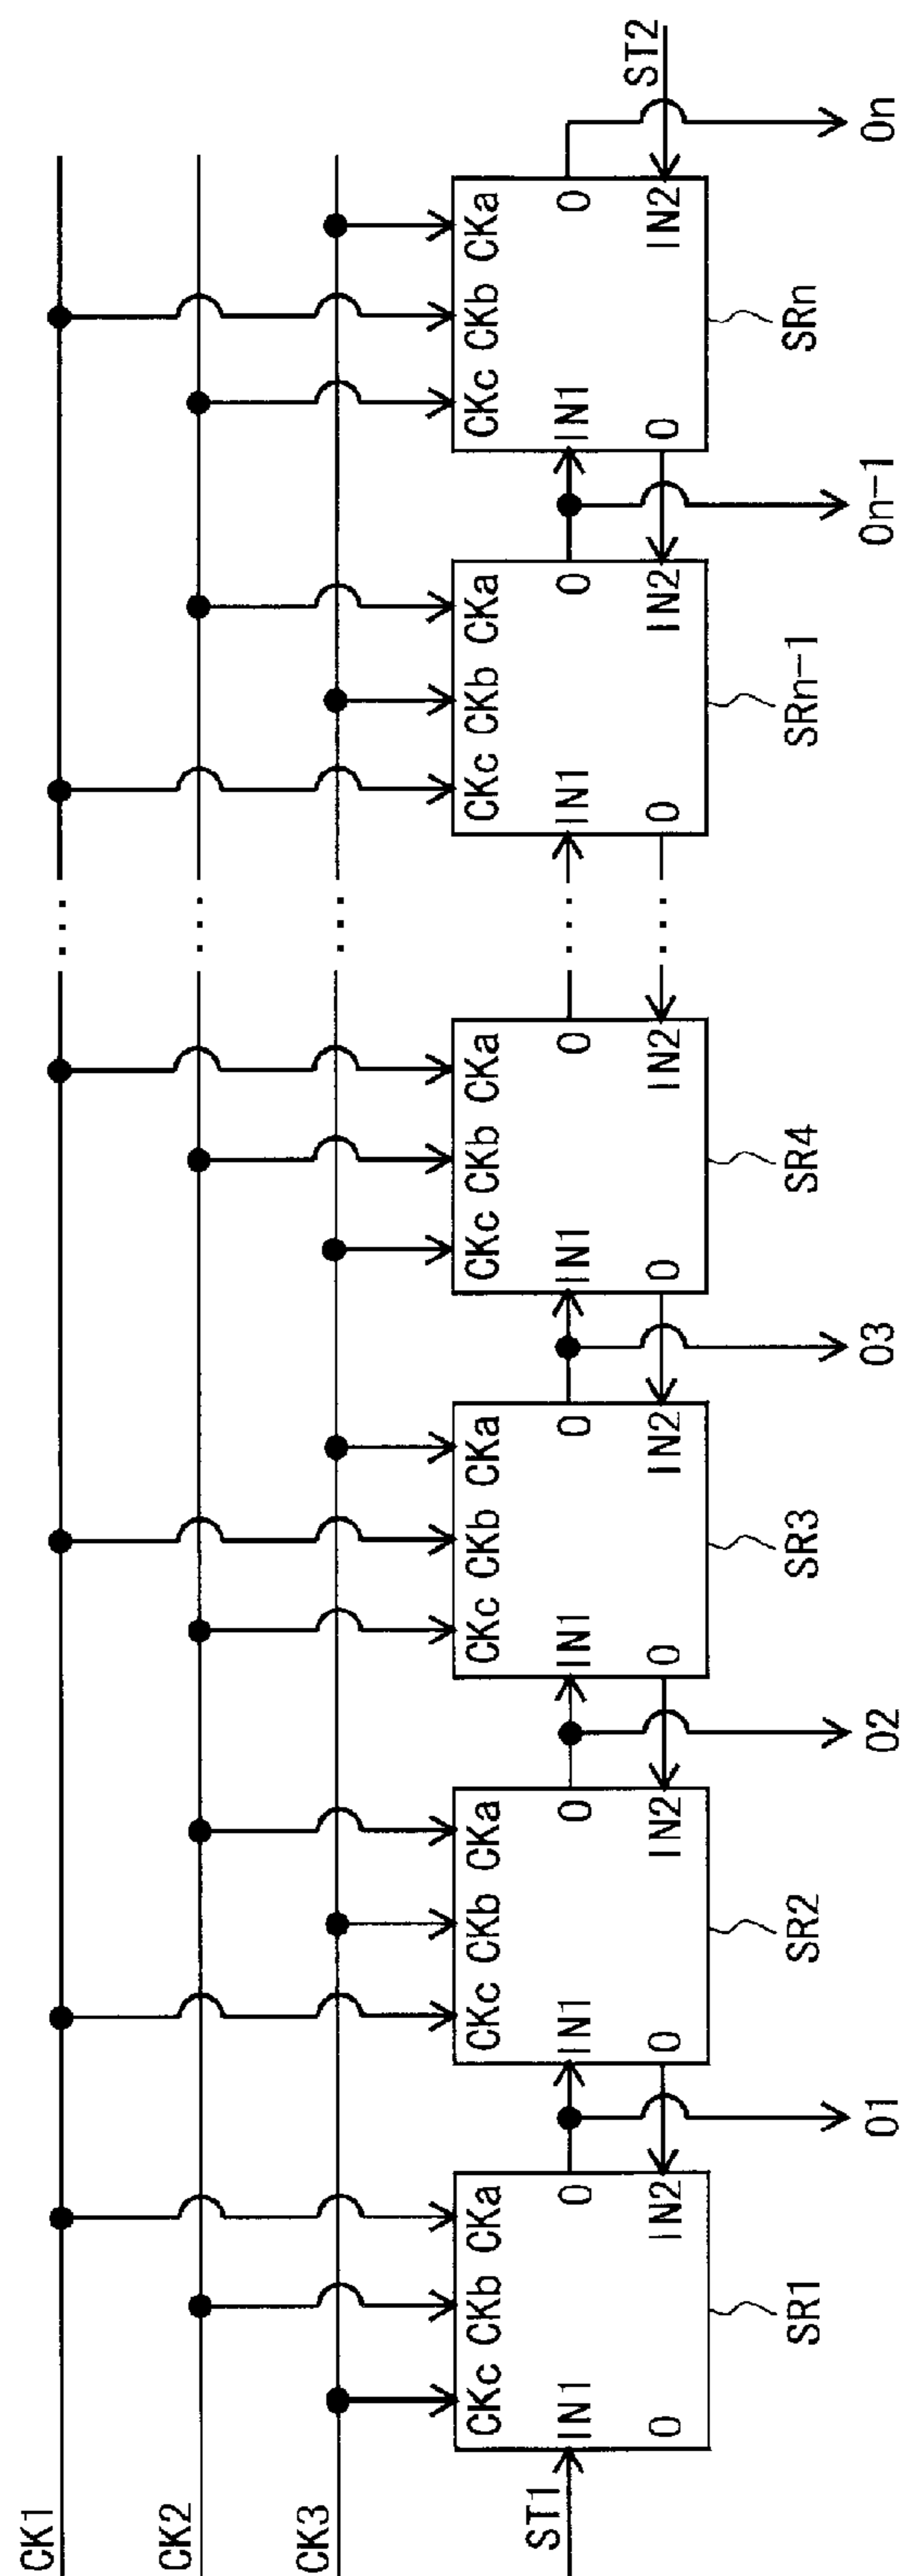 CK1
CK2
CK3
ST1
CKc CKb CKa
IN1
O
O
IN2
SR1
O1
CKc CKb CKa
IN1
O
O
IN2
SR2
O2
CKc CKb CKa
IN1
O
O
IN2
SR3
O3
CKc CKb CKa
IN1
O
O
IN2
SR4
...
...
...
...
...
CKc CKb CKa
IN1
O
O
IN2
SRn-1
On-1
CKc CKb CKa
IN1
O
O
IN2
SRn
ST2
On